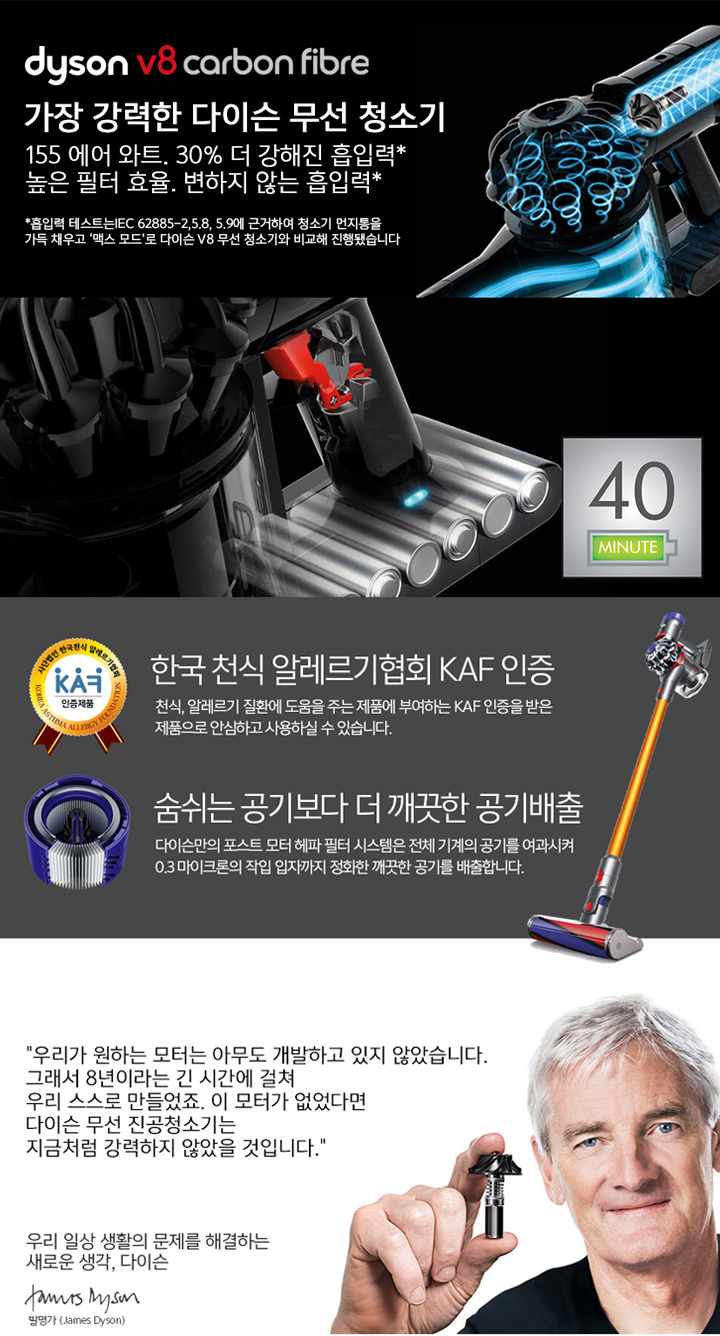 dyson v8 carbon fibre
가장 강력한 다이슨 무선 청소기
155 에어 와트. 30% 더 강해진 흡입력*
높은 필터 효율. 변하지 않는 흡입력*
*흡입력 테스트는IEC 62885-2,5.8, 5.9에 근거하여 청소기 먼지통을
가득 채우고 '맥스 모드'로 다이슨 V8 무선 청소기와 비교해 진행됐습니다
40
MINUTE
사단법인 한국천식 알레르기협회
KAF
인증제품
KOREA ASTHMA ALLERGY FOUNDATION
한국 천식 알레르기협회 KAF 인증
천식, 알레르기 질환에 도움을 주는 제품에 부여하는 KAF 인증을 받은
제품으로 안심하고 사용하실 수 있습니다.
숨쉬는 공기보다 더 깨끗한 공기배출
다이슨만의 포스트 모터 헤파 필터 시스템은 전체 기계의 공기를 여과시켜
0.3 마이크론의 작입 입자까지 정화한 깨끗한 공기를 배출합니다.
"우리가 원하는 모터는 아무도 개발하고 있지 않았습니다.
그래서 8년이라는 긴 시간에 걸쳐
우리 스스로 만들었죠. 이 모터가 없었다면
다이슨 무선 진공청소기는
지금처럼 강력하지 않았을 것입니다."
우리 일상 생활의 문제를 해결하는
새로운 생각, 다이슨
James Dyson
발명가 (James Dyson)